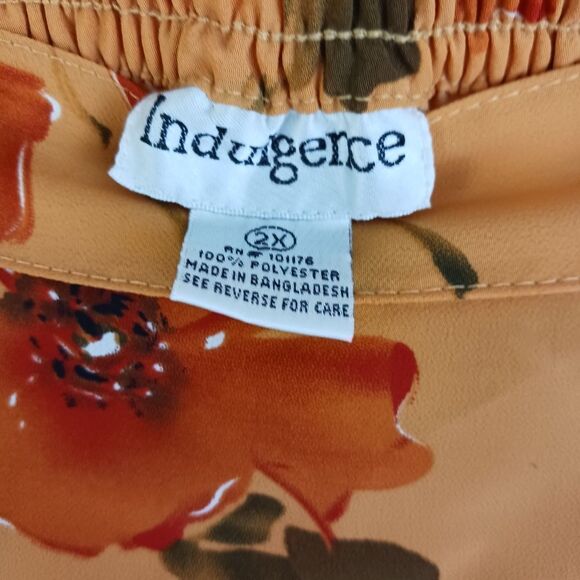 Indulgence
2X
RN # 101176
100% POLYESTER
MADE IN BANGLADESH
SEE REVERSE FOR CARE